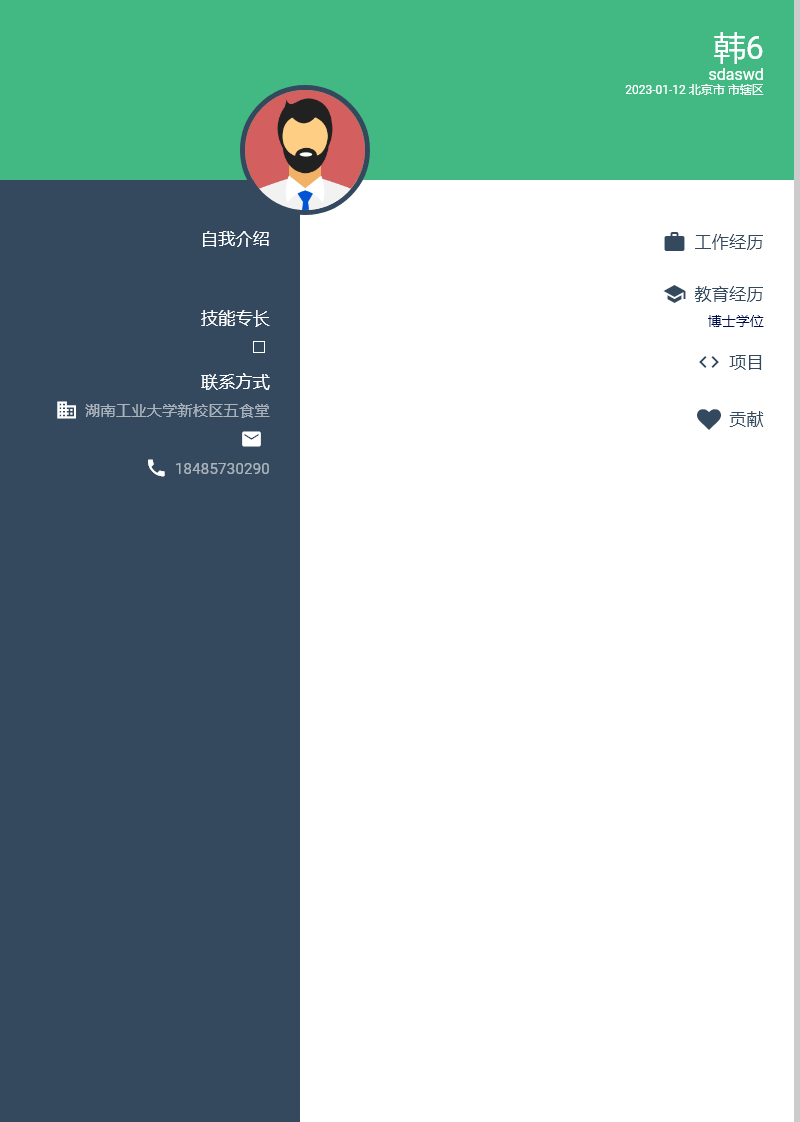 韩6
sdaswd
2023-01-12 北京市 市辖区
自我介绍
技能专长
联系方式
湖南工业大学新校区五食堂
18485730290
工作经历
教育经历
博士学位
项目
贡献